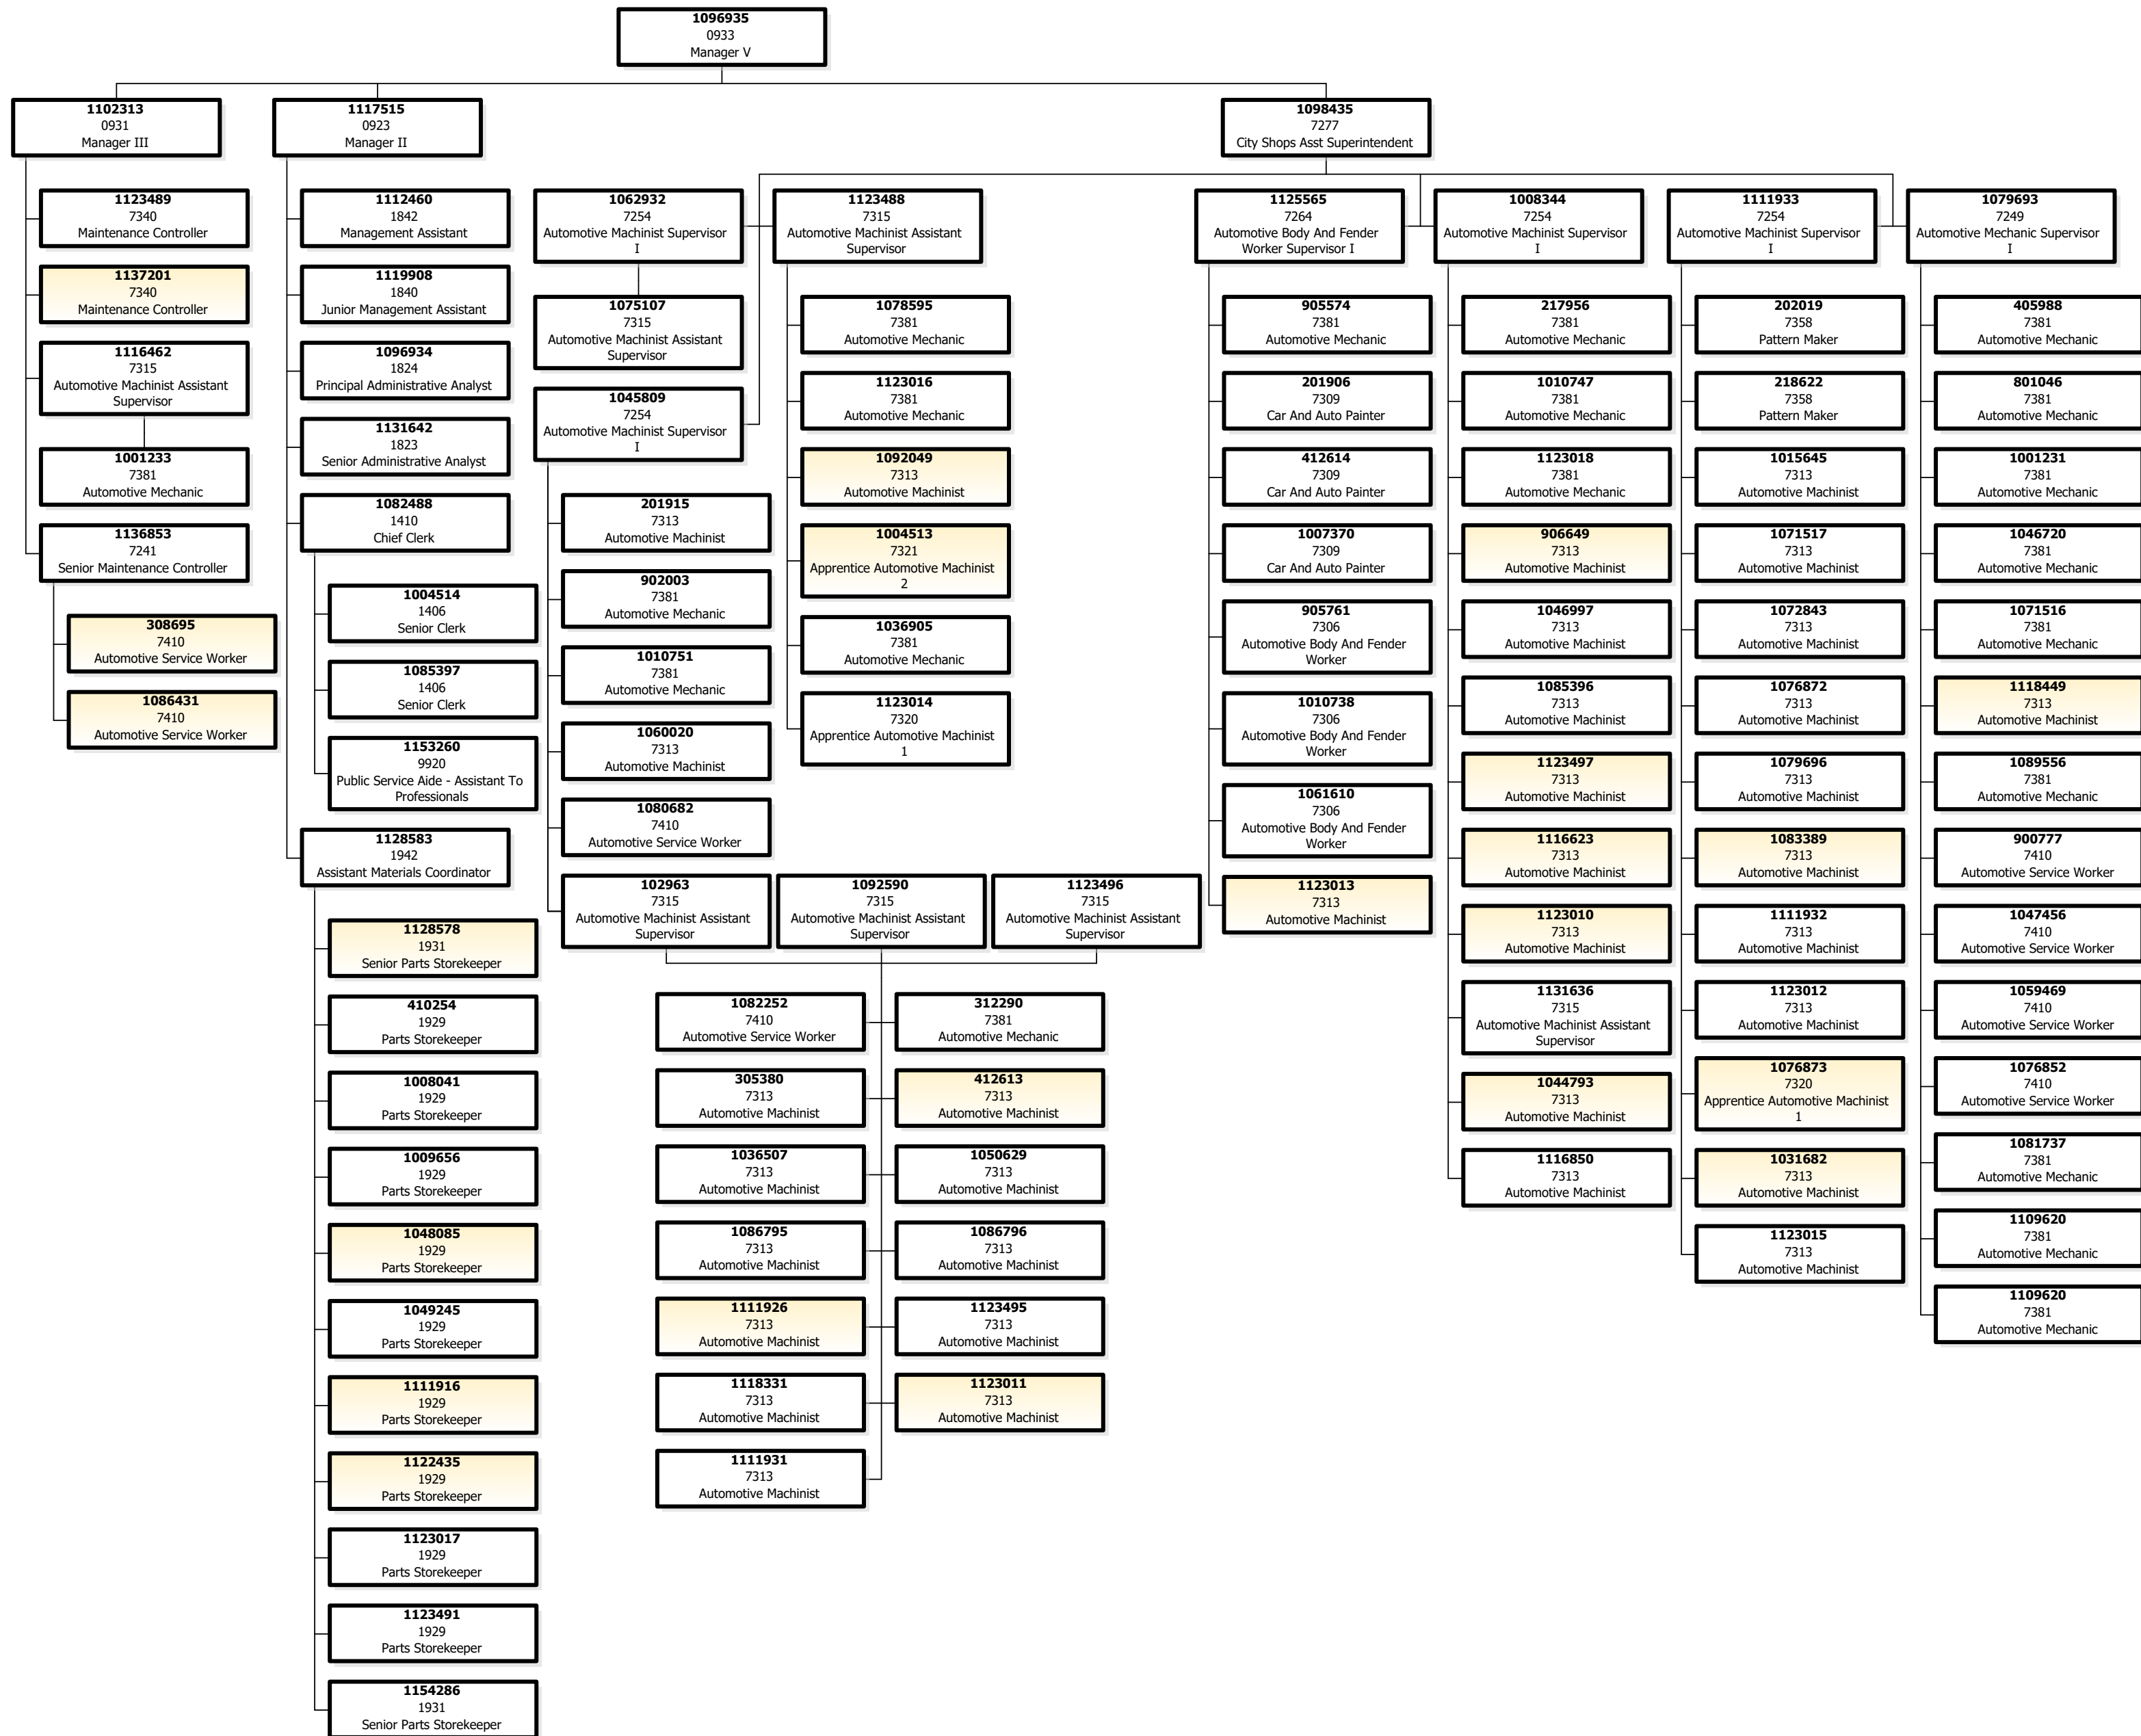 1096935
0933
Manager V
1102313
0931
Manager III
1123489
7340
Maintenance Controller
1137201
7340
Maintenance Controller
1116462
7315
Automotive Machinist Assistant
Supervisor
1001233
7381
Automotive Mechanic
1136853
7241
Senior Maintenance Controller
308695
7410
Automotive Service Worker
1086431
7410
Automotive Service Worker
1117515
0923
Manager II
1112460
1842
Management Assistant
1119908
1840
Junior Management Assistant
1096934
1824
Principal Administrative Analyst
1131642
1823
Senior Administrative Analyst
1082488
1410
Chief Clerk
1004514
1406
Senior Clerk
1085397
1406
Senior Clerk
1153260
9920
Public Service Aide - Assistant To
Professionals
1128583
1942
Assistant Materials Coordinator
1128578
1931
Senior Parts Storekeeper
410254
1929
Parts Storekeeper
1008041
1929
Parts Storekeeper
1009656
1929
Parts Storekeeper
1048085
1929
Parts Storekeeper
1049245
1929
Parts Storekeeper
1111916
1929
Parts Storekeeper
1122435
1929
Parts Storekeeper
1123017
1929
Parts Storekeeper
1123491
1929
Parts Storekeeper
1154286
1931
Senior Parts Storekeeper
1098435
7277
City Shops Asst Superintendent
1062932
7254
Automotive Machinist Supervisor
I
1075107
7315
Automotive Machinist Assistant
Supervisor
1045809
7254
Automotive Machinist Supervisor
I
201915
7313
Automotive Machinist
902003
7381
Automotive Mechanic
1010751
7381
Automotive Mechanic
1060020
7313
Automotive Machinist
1080682
7410
Automotive Service Worker
102963
7315
Automotive Machinist Assistant
Supervisor
1092590
7315
Automotive Machinist Assistant
Supervisor
1123496
7315
Automotive Machinist Assistant
Supervisor
1082252
7410
Automotive Service Worker
312290
7381
Automotive Mechanic
305380
7313
Automotive Machinist
412613
7313
Automotive Machinist
1036507
7313
Automotive Machinist
1050629
7313
Automotive Machinist
1086795
7313
Automotive Machinist
1086796
7313
Automotive Machinist
1111926
7313
Automotive Machinist
1123495
7313
Automotive Machinist
1118331
7313
Automotive Machinist
1123011
7313
Automotive Machinist
1111931
7313
Automotive Machinist
1123488
7315
Automotive Machinist Assistant
Supervisor
1078595
7381
Automotive Mechanic
1123016
7381
Automotive Mechanic
1092049
7313
Automotive Machinist
1004513
7321
Apprentice Automotive Machinist
2
1036905
7381
Automotive Mechanic
1123014
7320
Apprentice Automotive Machinist
1
1125565
7264
Automotive Body And Fender
Worker Supervisor I
905574
7381
Automotive Mechanic
201906
7309
Car And Auto Painter
412614
7309
Car And Auto Painter
1007370
7309
Car And Auto Painter
905761
7306
Automotive Body And Fender
Worker
1010738
7306
Automotive Body And Fender
Worker
1061610
7306
Automotive Body And Fender
Worker
1123013
7313
Automotive Machinist
1008344
7254
Automotive Machinist Supervisor
I
217956
7381
Automotive Mechanic
1010747
7381
Automotive Mechanic
1123018
7381
Automotive Mechanic
906649
7313
Automotive Machinist
1046997
7313
Automotive Machinist
1085396
7313
Automotive Machinist
1123497
7313
Automotive Machinist
1116623
7313
Automotive Machinist
1123010
7313
Automotive Machinist
1131636
7315
Automotive Machinist Assistant
Supervisor
1044793
7313
Automotive Machinist
1116850
7313
Automotive Machinist
1111933
7254
Automotive Machinist Supervisor
I
202019
7358
Pattern Maker
218622
7358
Pattern Maker
1015645
7313
Automotive Machinist
1071517
7313
Automotive Machinist
1072843
7313
Automotive Machinist
1076872
7313
Automotive Machinist
1079696
7313
Automotive Machinist
1083389
7313
Automotive Machinist
1111932
7313
Automotive Machinist
1123012
7313
Automotive Machinist
1076873
7320
Apprentice Automotive Machinist
1
1031682
7313
Automotive Machinist
1123015
7313
Automotive Machinist
1079693
7249
Automotive Mechanic Supervisor
I
405988
7381
Automotive Mechanic
801046
7381
Automotive Mechanic
1001231
7381
Automotive Mechanic
1046720
7381
Automotive Mechanic
1071516
7381
Automotive Mechanic
1118449
7313
Automotive Machinist
1089556
7381
Automotive Mechanic
900777
7410
Automotive Service Worker
1047456
7410
Automotive Service Worker
1059469
7410
Automotive Service Worker
1076852
7410
Automotive Service Worker
1081737
7381
Automotive Mechanic
1109620
7381
Automotive Mechanic
1109620
7381
Automotive Mechanic